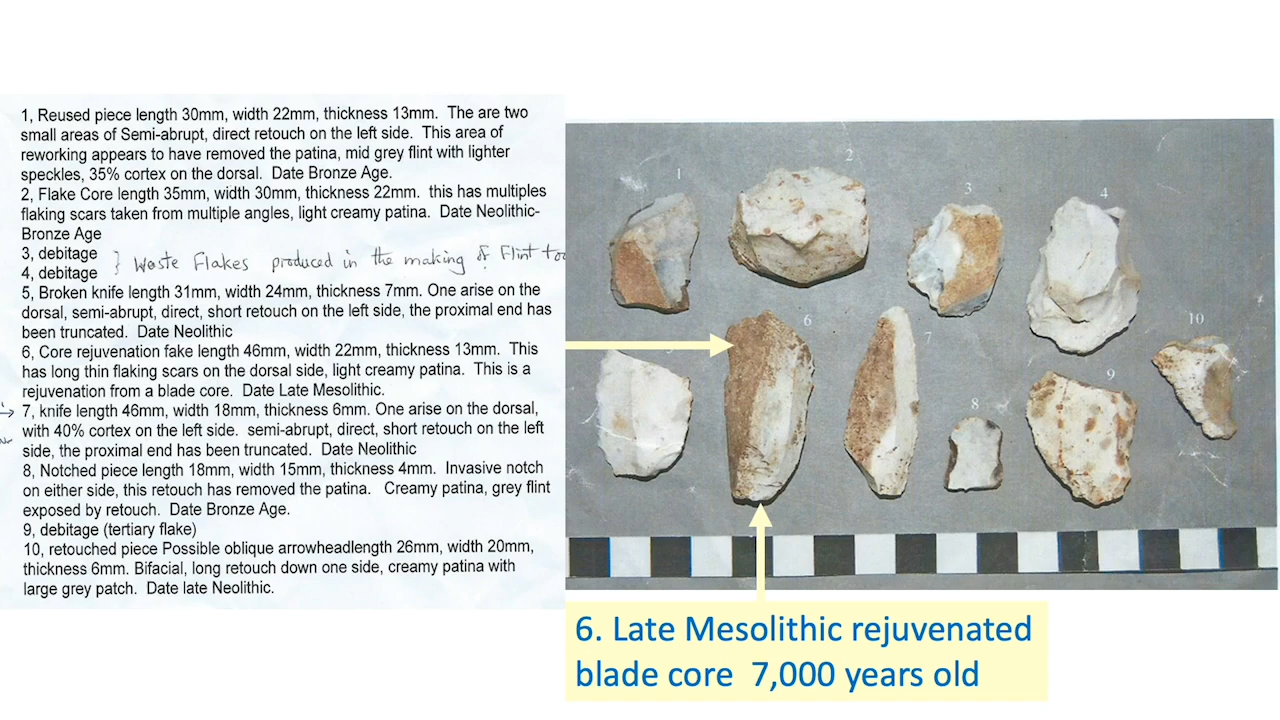 1, Reused piece length 30mm, width 22mm, thickness 13mm.  The are two
small areas of Semi-abrupt, direct retouch on the left side.  This area of
reworking appears to have removed the patina, mid grey flint with lighter
speckles, 35% cortex on the dorsal.  Date Bronze Age.
2, Flake Core length 35mm, width 30mm, thickness 22mm.  this has multiples
flaking scars taken from multiple angles, light creamy patina.  Date Neolithic-
Bronze Age
3, debitage
4, debitage
} Waste Flakes produced in the making of Flint too
5, Broken knife length 31mm, width 24mm, thickness 7mm. One arise on the
dorsal, semi-abrupt, direct, short retouch on the left side, the proximal end has
been truncated.  Date Neolithic
6, Core rejuvenation fake length 46mm, width 22mm, thickness 13mm.  This
has long thin flaking scars on the dorsal side, light creamy patina.  This is a
rejuvenation from a blade core.  Date Late Mesolithic.
7, knife length 46mm, width 18mm, thickness 6mm. One arise on the dorsal,
with 40% cortex on the left side.  semi-abrupt, direct, short retouch on the left
side, the proximal end has been truncated.  Date Neolithic
8, Notched piece length 18mm, width 15mm, thickness 4mm.  Invasive notch
on either side, this retouch has removed the patina.   Creamy patina, grey flint
exposed by retouch.  Date Bronze Age.
9, debitage (tertiary flake)
10, retouched piece Possible oblique arrowheadlength 26mm, width 20mm,
thickness 6mm. Bifacial, long retouch down one side, creamy patina with
large grey patch.  Date late Neolithic.
1
2
3
4
6
7
8
9
10
6. Late Mesolithic rejuvenated
blade core  7,000 years old